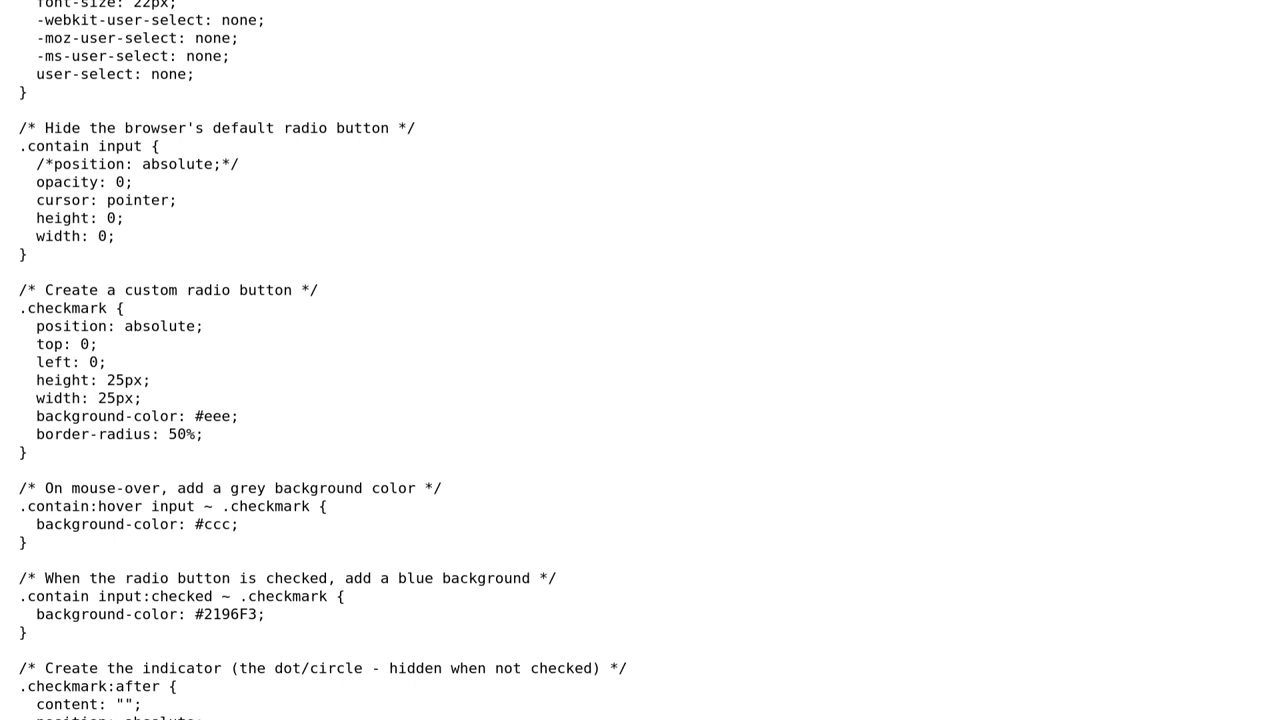 font-size: 22px;
-webkit-user-select: none;
-moz-user-select: none;
-ms-user-select: none;
user-select: none;
}
/* Hide the browser's default radio button */
.contain input {
/*position: absolute;*/
opacity: 0;
cursor: pointer;
height: 0;
width: 0;
}
/* Create a custom radio button */
.checkmark {
position: absolute;
top: 0;
left: 0;
height: 25px;
width: 25px;
background-color: #eee;
border-radius: 50%;
}
/* On mouse-over, add a grey background color */
.contain:hover input ~ .checkmark {
background-color: #ccc;
}
/* When the radio button is checked, add a blue background */
.contain input:checked ~ .checkmark {
background-color: #2196F3;
}
/* Create the indicator (the dot/circle - hidden when not checked) */
.checkmark:after {
content: "";
position: absolute;